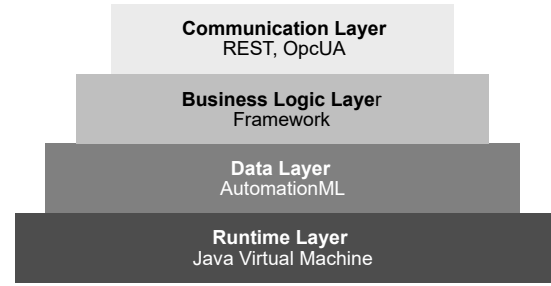 Communication Layer
REST, OpcUA
Business Logic Layer
Framework
Data Layer
AutomationML
Runtime Layer
Java Virtual Machine